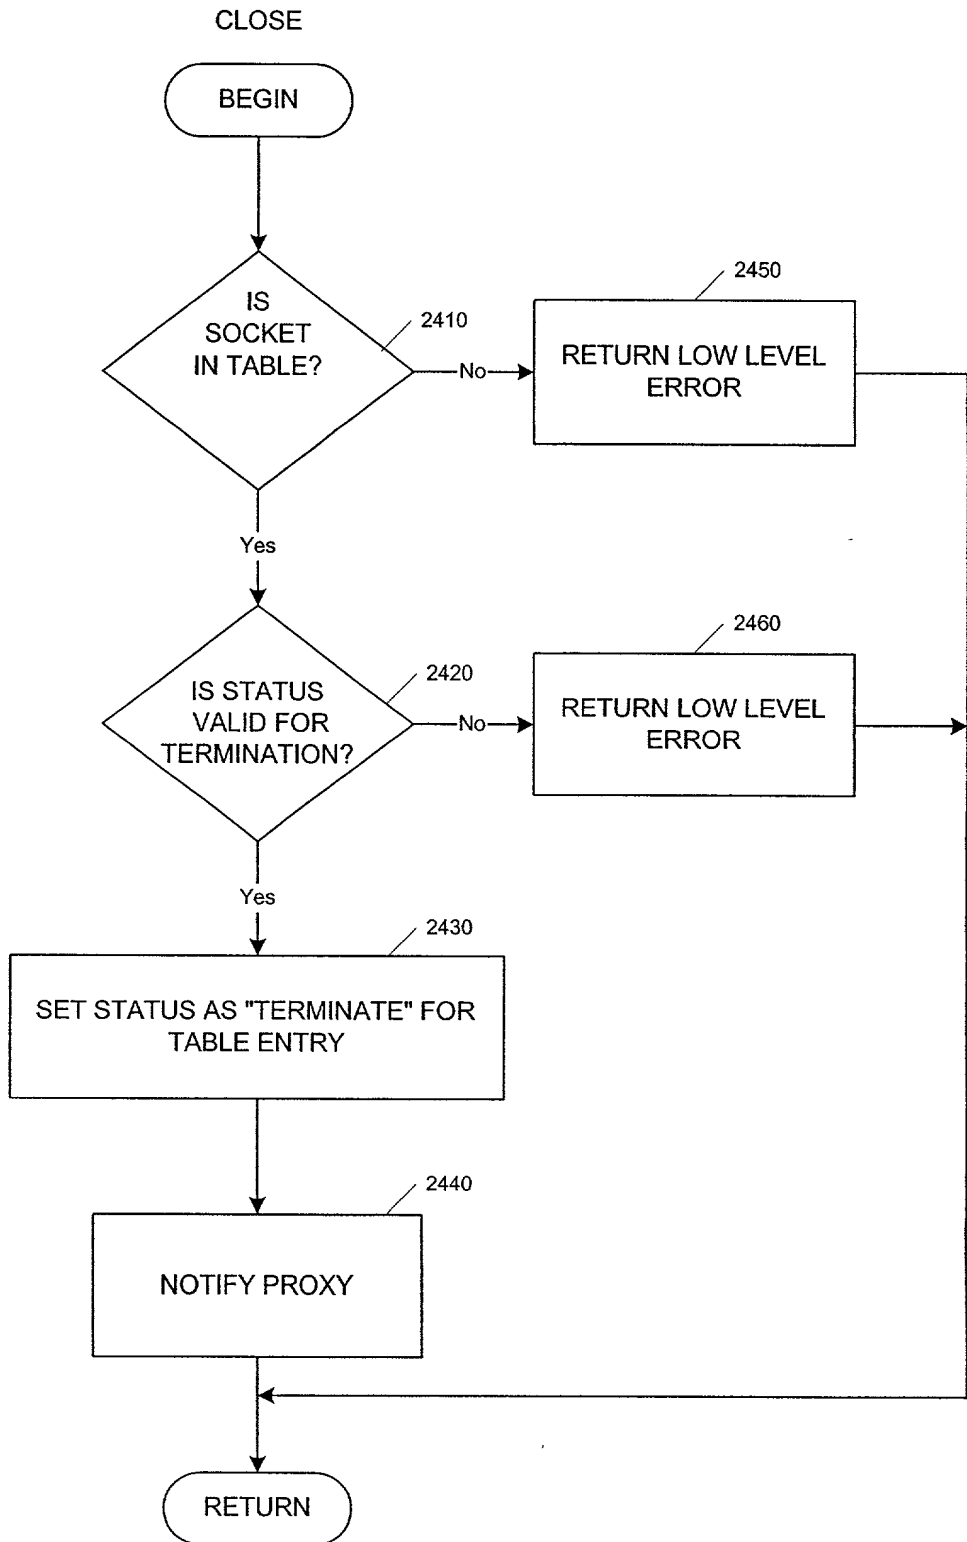 CLOSE
BEGIN
IS
SOCKET
IN TABLE?
2410
No
2450
RETURN LOW LEVEL
ERROR
Yes
IS STATUS
VALID FOR
TERMINATION?
2420
No
2460
RETURN LOW LEVEL
ERROR
Yes
2430
SET STATUS AS "TERMINATE" FOR
TABLE ENTRY
2440
NOTIFY PROXY
RETURN